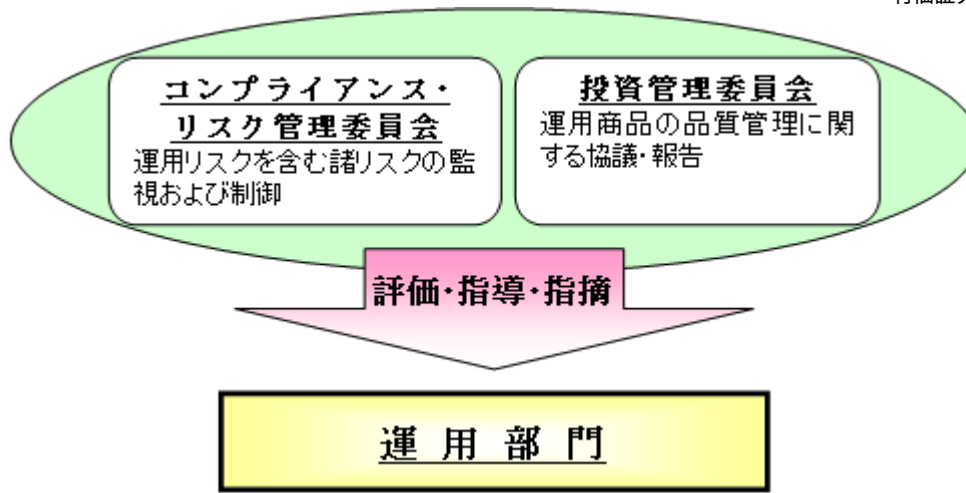 コンプライアンス・
リスク管理委員会
運用リスクを含む諸リスクの監
視および制御
投資管理委員会
運用商品の品質管理に関
する協議・報告
評価・指導・指摘
運用部門